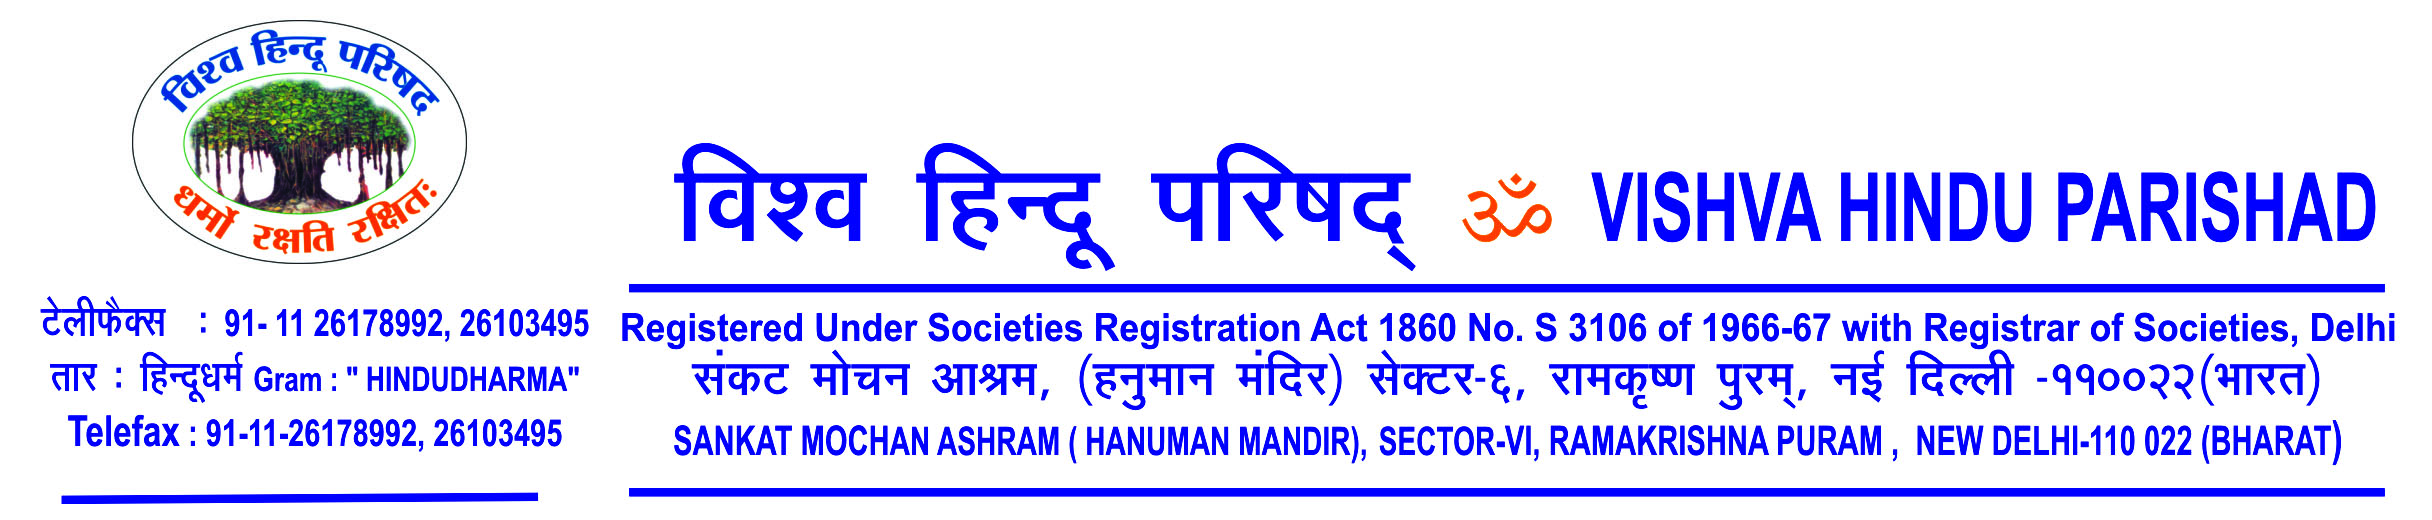 विश्व हिन्दू परिषद
धर्मो रक्षति रक्षितः
टेलीफैक्स : 91- 11 26178992, 26103495
तार : हिन्दूधर्म Gram : " HINDUDHARMA"
Telefax : 91-11-26178992, 26103495
विश्व हिन्दू परिषद् ॐ VISHVA HINDU PARISHAD
Registered Under Societies Registration Act 1860 No. S 3106 of 1966-67 with Registrar of Societies, Delhi
संकट मोचन आश्रम, (हनुमान मंदिर) सेक्टर-६, रामकृष्ण पुरम्, नई दिल्ली -११००२२(भारत)
SANKAT MOCHAN ASHRAM ( HANUMAN MANDIR), SECTOR-VI, RAMAKRISHNA PURAM , NEW DELHI-110 022 (BHARAT)